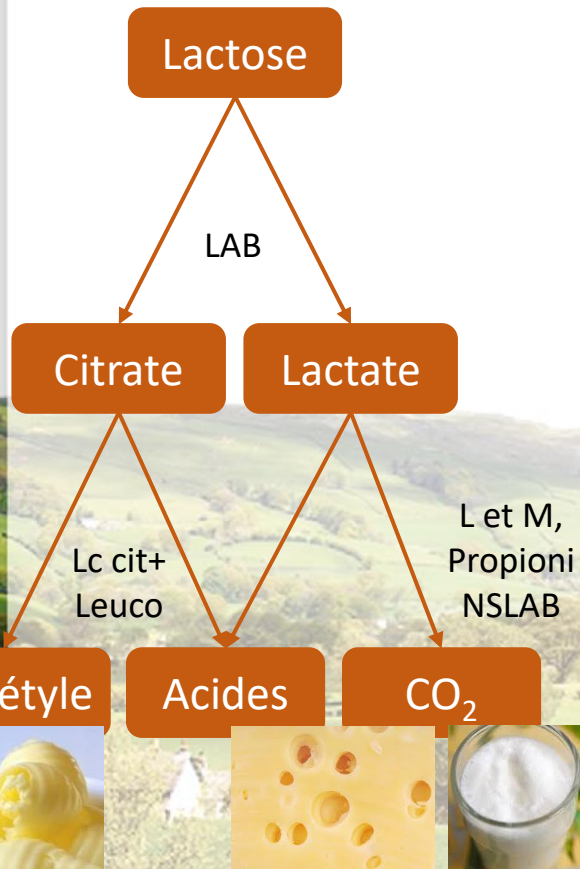 Lactose
LAB
Citrate
Lactate
Lc cit+
Leuco
L et M,
Propioni
NSLAB
étyle
Acides
CO₂